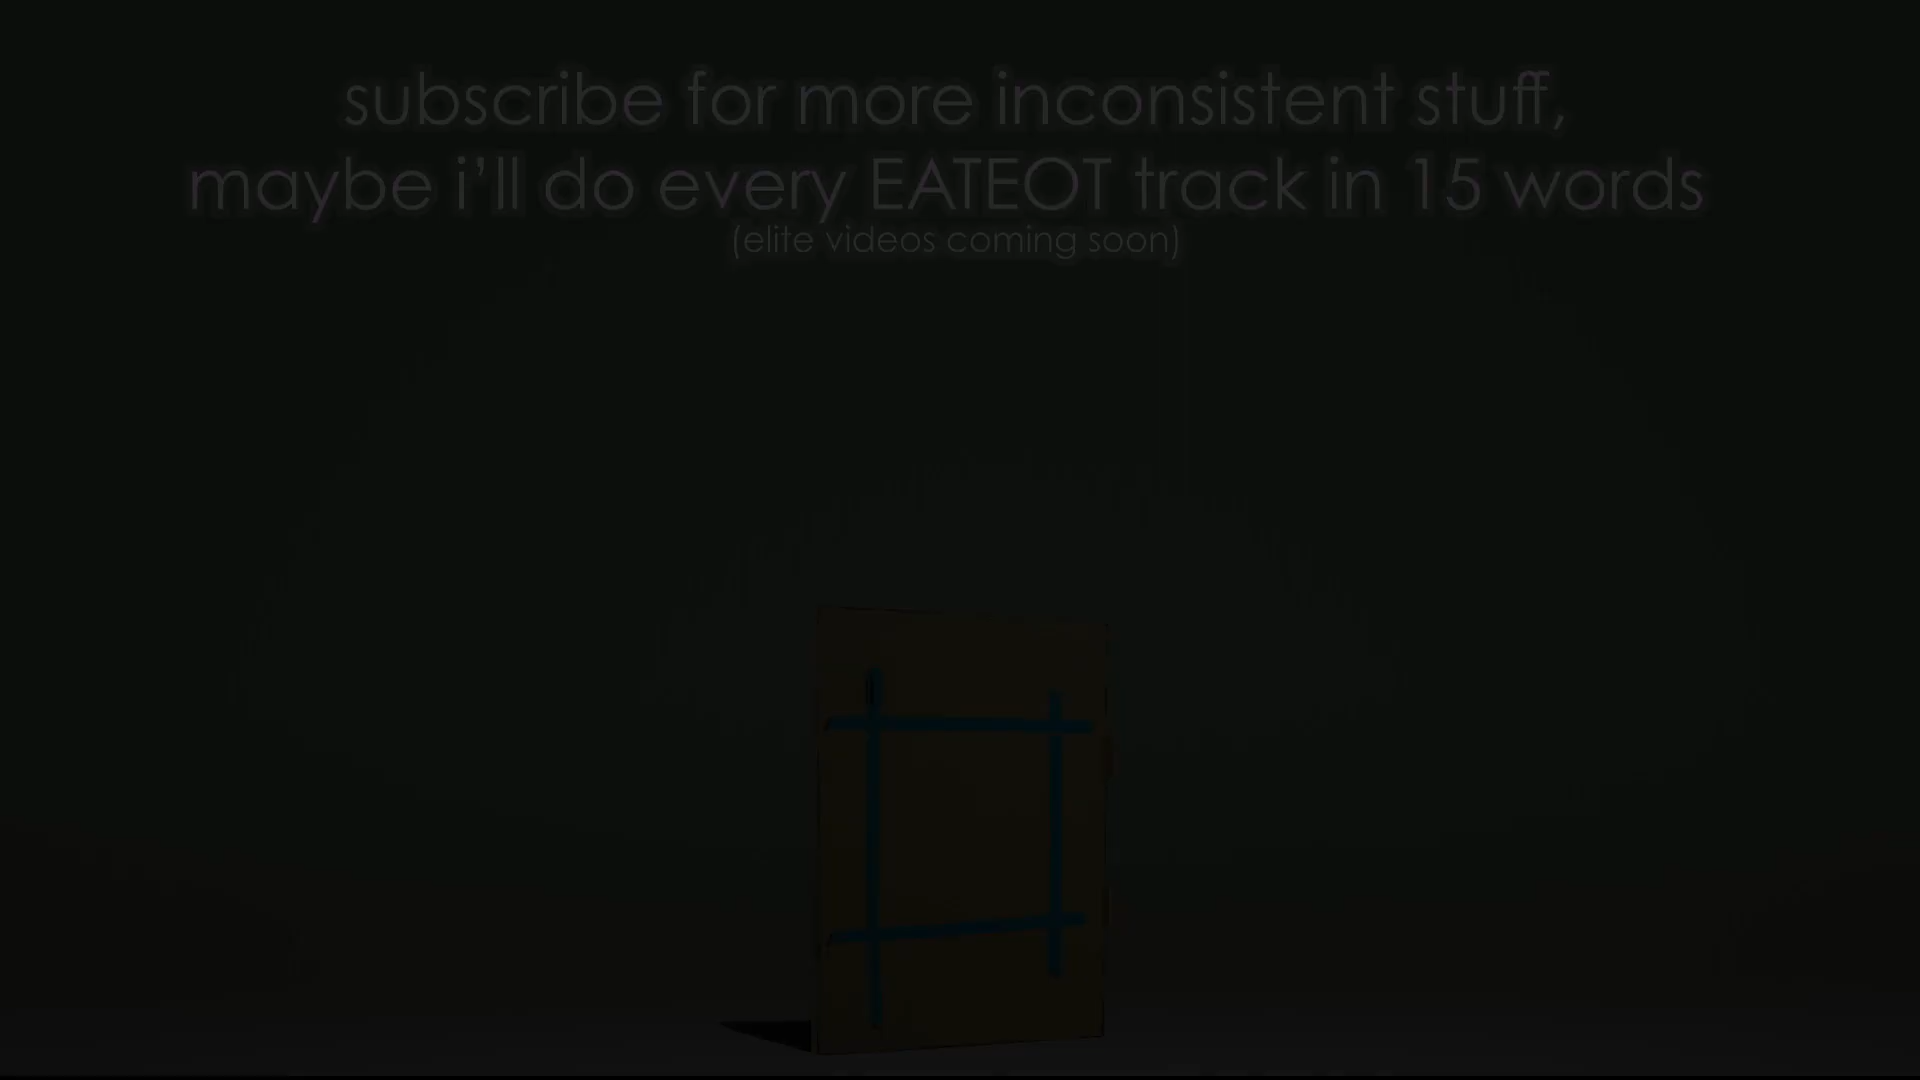 subscribe for more inconsistent stuff,
maybe i’ll do every EATEOT track in 15 words
(elite videos coming soon)